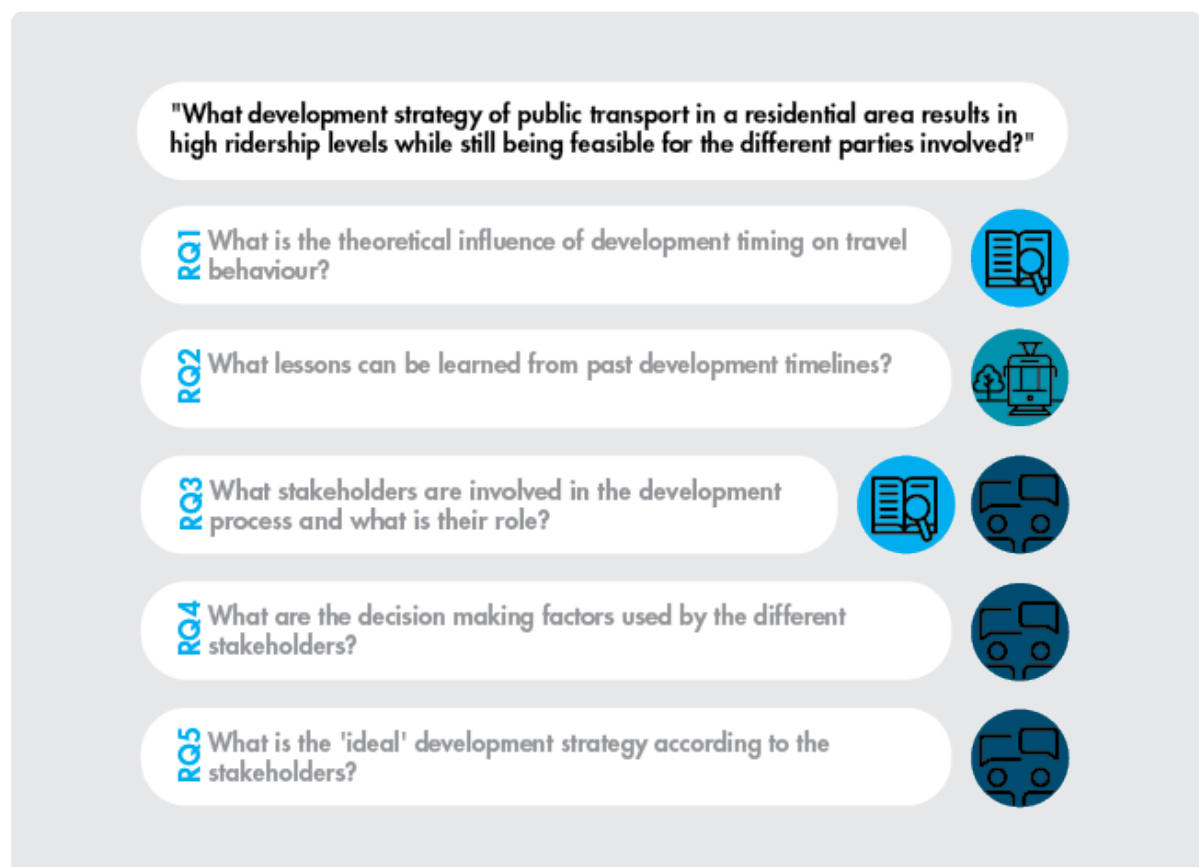 "What development strategy of public transport in a residential area results in
high ridership levels while still being feasible for the different parties involved?"
RQ1
What is the theoretical influence of development timing on travel
behaviour?
RQ2
What lessons can be learned from past development timelines?
RQ3
What stakeholders are involved in the development
process and what is their role?
RQ4
What are the decision making factors used by the different
stakeholders?
RQ5
What is the 'ideal' development strategy according to the
stakeholders?